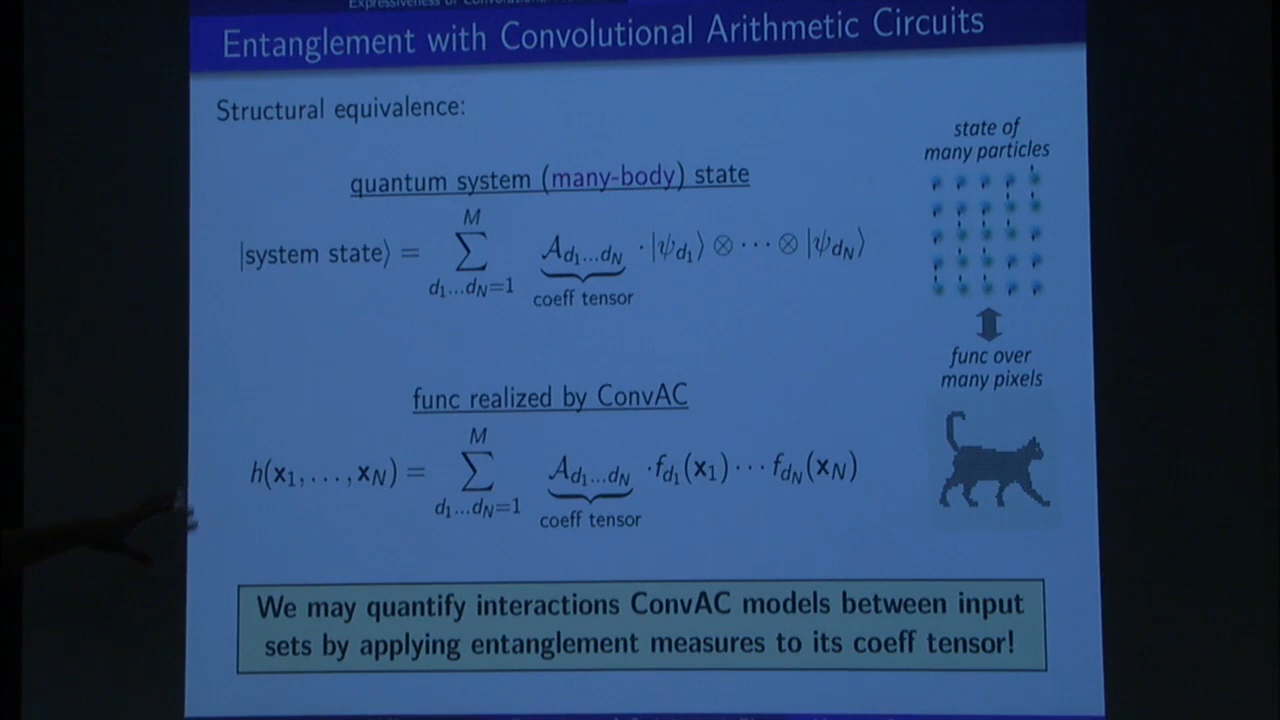 Entanglement with Convolutional Arithmetic Circuits
Structural equivalence:
quantum system (many-body) state
|system state⟩ = ∑_{d₁...d_N=1}^{M} A_{d₁...d_N} · |ψ_{d₁}⟩ ⊗ ··· ⊗ |ψ_{d_N}⟩
coeff tensor
state of
many particles
func over
many pixels
func realized by ConvAC
h(x₁, . . . , x_N) = ∑_{d₁...d_N=1}^{M} A_{d₁...d_N} · f_{d₁}(x₁) ··· f_{d_N}(x_N)
coeff tensor
We may quantify interactions ConvAC models between input
sets by applying entanglement measures to its coeff tensor!